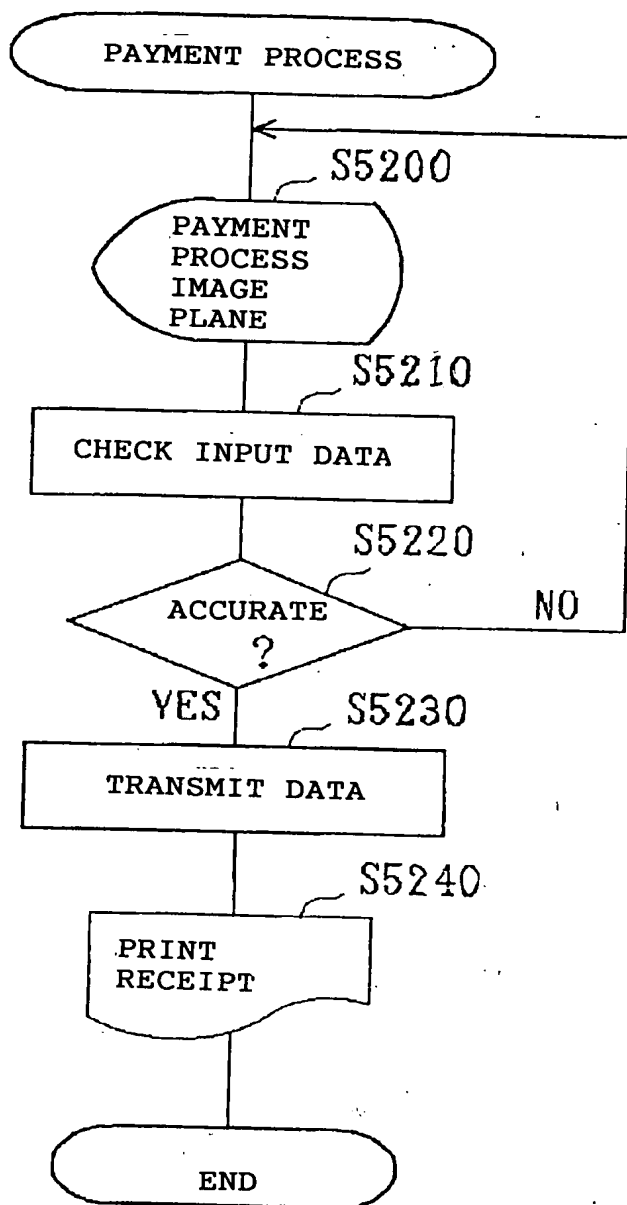 PAYMENT PROCESS
S5200
PAYMENT
PROCESS
IMAGE
PLANE
S5210
CHECK INPUT DATA
S5220
ACCURATE
?
NO
YES
S5230
TRANSMIT DATA
S5240
PRINT
RECEIPT
END